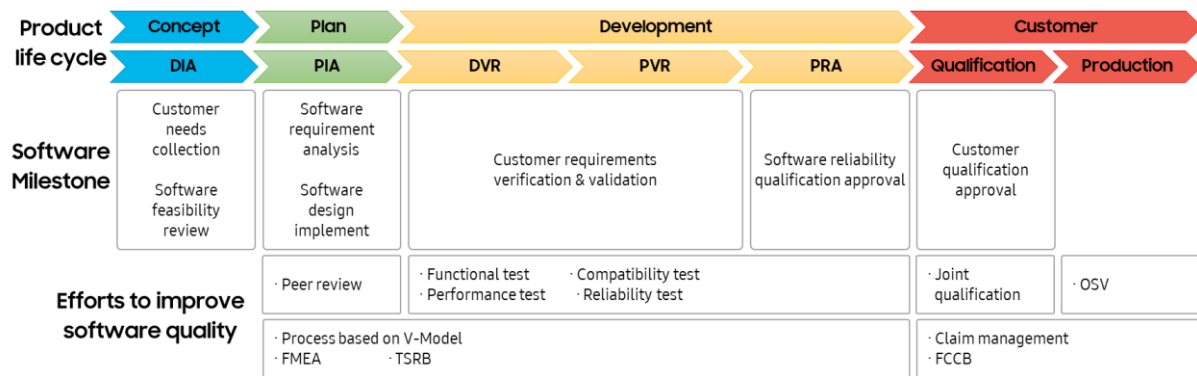 Product
life cycle
Concept
Plan
Development
Customer
DIA
PIA
DVR
PVR
PRA
Qualification
Production
Software
Milestone
Customer
needs
collection
Software
feasibility
review
Software
requirement
analysis
Software
design
implement
Customer requirements
verification & validation
Software reliability
qualification approval
Customer
qualification
approval
Efforts to improve
software quality
· Peer review
· Functional test
· Compatibility test
· Performance test
· Reliability test
· Joint
qualification
· OSV
· Process based on V-Model
· FMEA
· TSRB
· Claim management
· FCCB